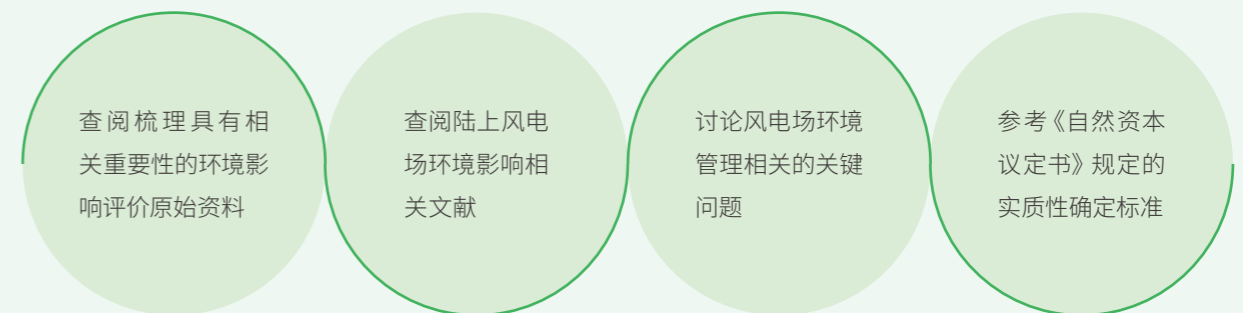 查阅梳理具有相
关重要性的环境影
响评价原始资料
查阅陆上风电
场环境影响相
关文献
讨论风电场环境
管理相关的关键
问题
参考《自然资本
议定书》规定的
实质性确定标准